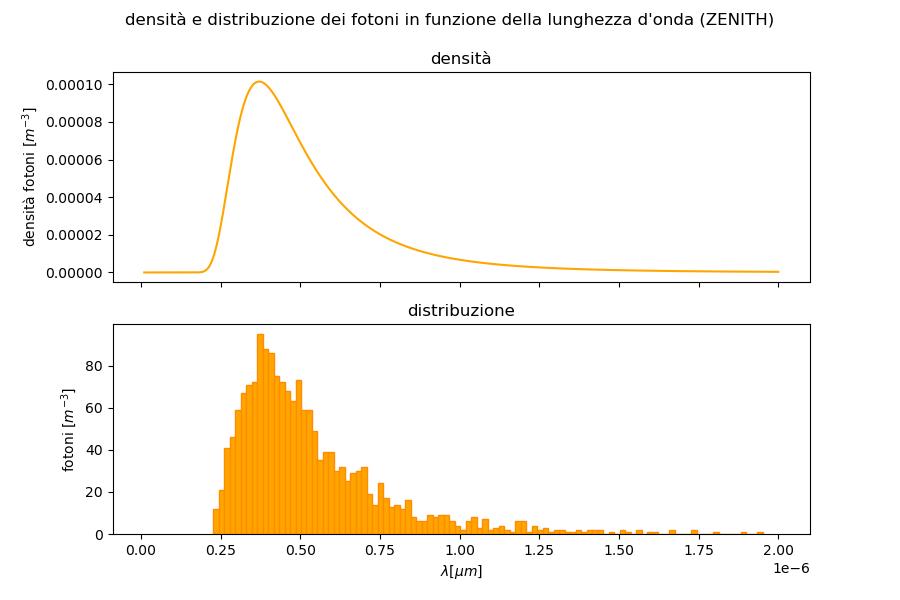 densità e distribuzione dei fotoni in funzione della lunghezza d'onda (ZENITH)
densità
densità fotoni [m⁻³]
0.00010
0.00008
0.00006
0.00004
0.00002
0.00000
distribuzione
fotoni [m⁻³]
80
60
40
20
0
0.00 0.25 0.50 0.75 1.00 1.25 1.50 1.75 2.00
1e−6
λ[μm]